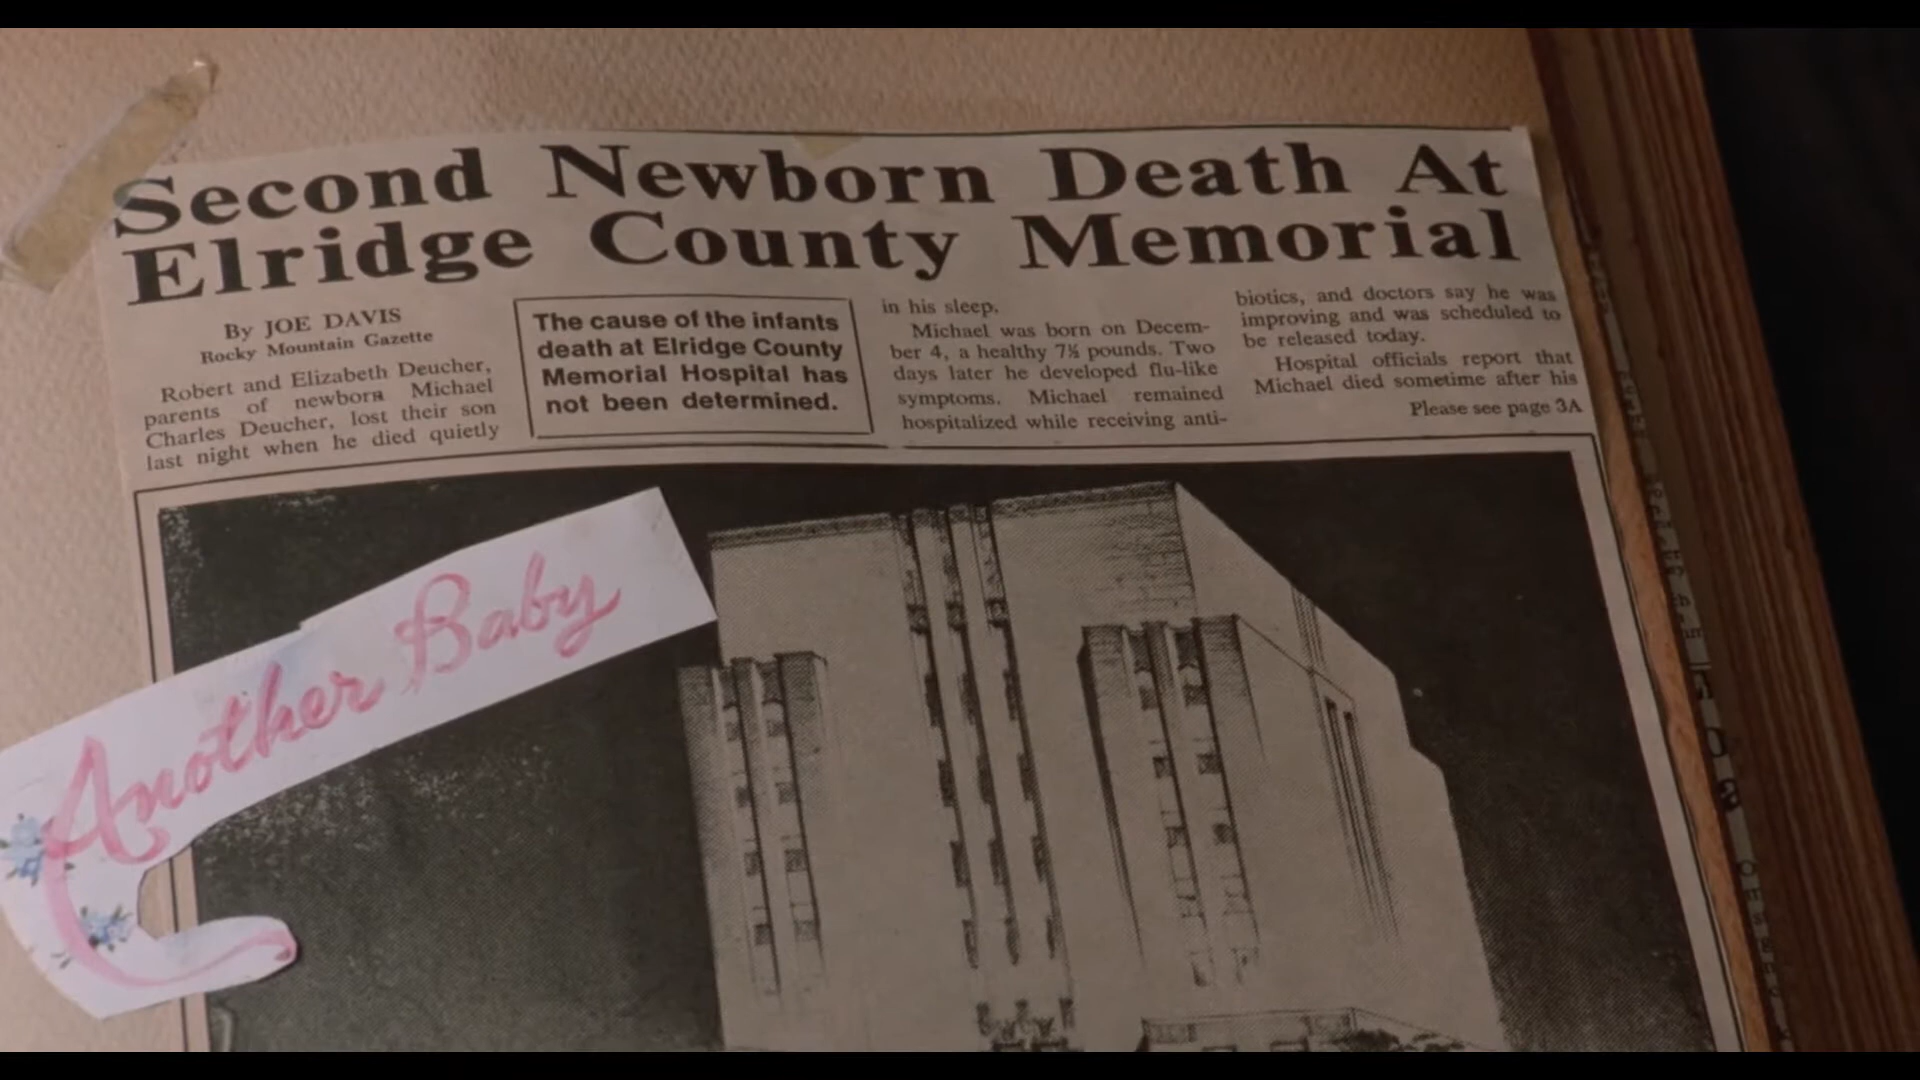 Second Newborn Death At
Elridge County Memorial
By JOE DAVIS
Rocky Mountain Gazette
Robert and Elizabeth Deucher,
parents of newborn Michael
Charles Deucher, lost their son
last night when he died quietly
The cause of the infants
death at Elridge County
Memorial Hospital has
not been determined.
in his sleep.
Michael was born on Decem-
ber 4, a healthy 7½ pounds. Two
days later he developed flu-like
symptoms. Michael remained
hospitalized while receiving anti-
biotics, and doctors say he was
improving and was scheduled to
be released today.
Hospital officials report that
Michael died sometime after his
Please see page 3A
Another Baby